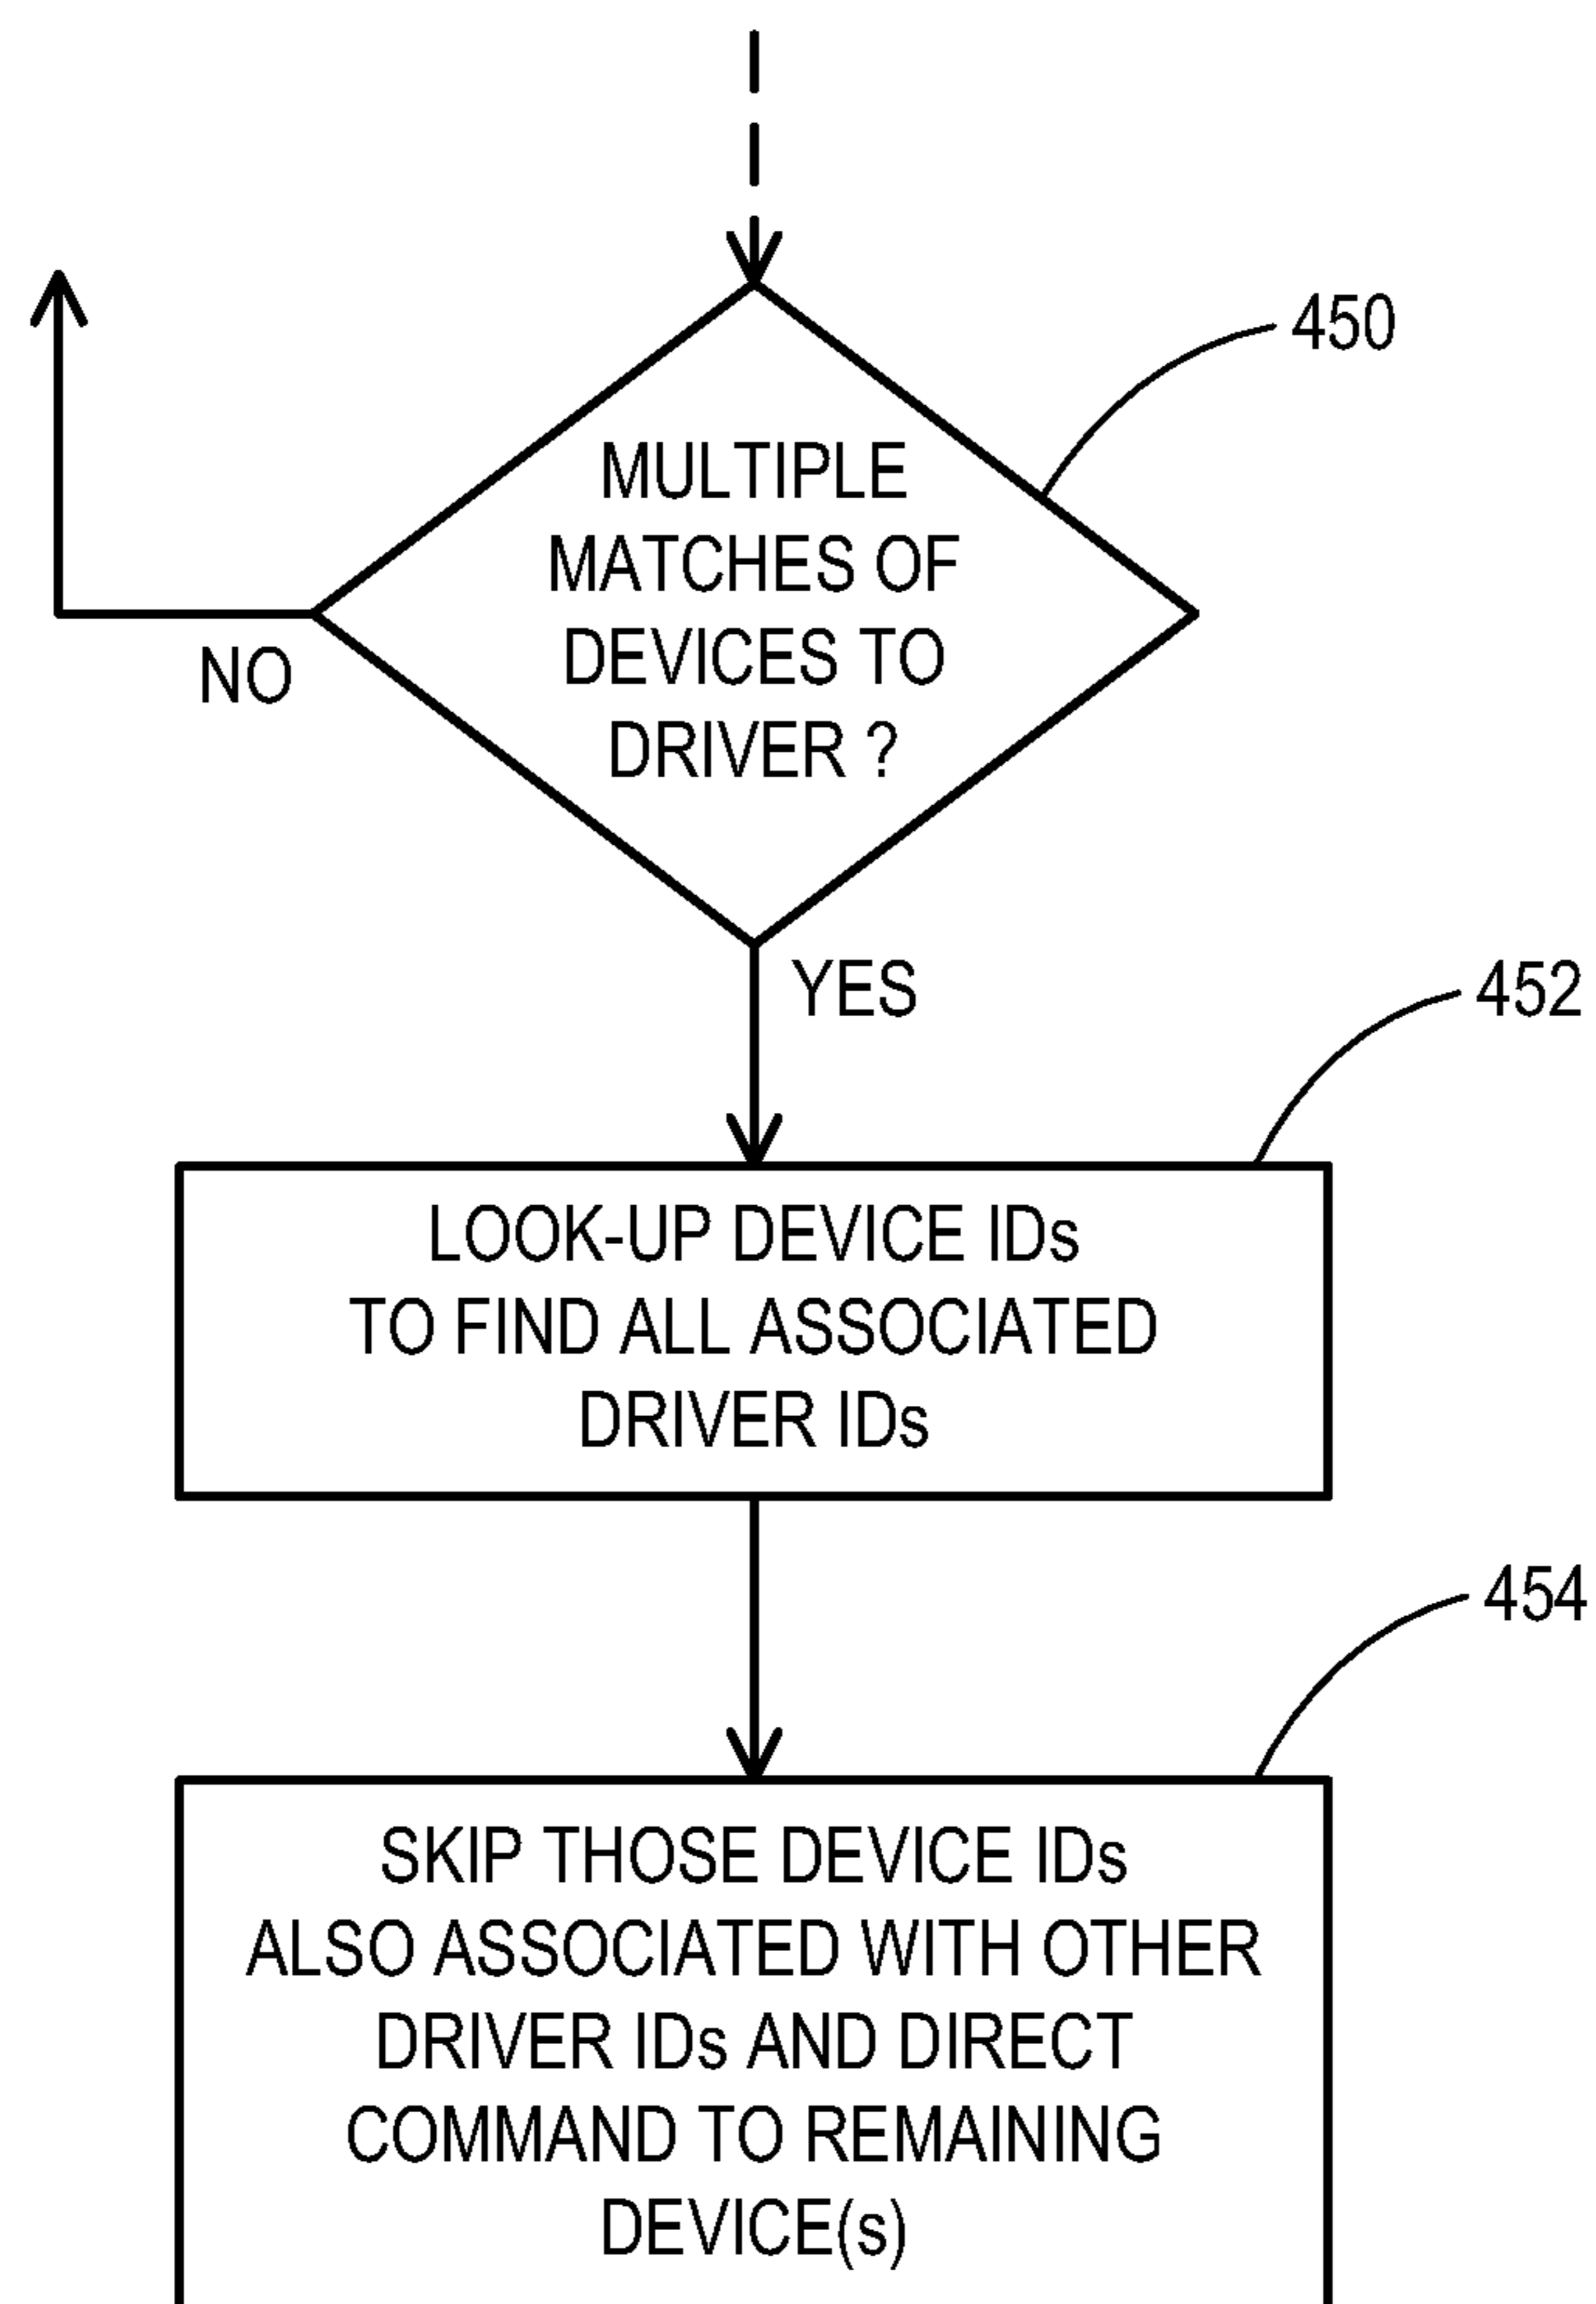 450
MULTIPLE
MATCHES OF
DEVICES TO
DRIVER ?
NO
YES
452
LOOK-UP DEVICE IDs
TO FIND ALL ASSOCIATED
DRIVER IDs
454
SKIP THOSE DEVICE IDs
ALSO ASSOCIATED WITH OTHER
DRIVER IDs AND DIRECT
COMMAND TO REMAINING
DEVICE(s)